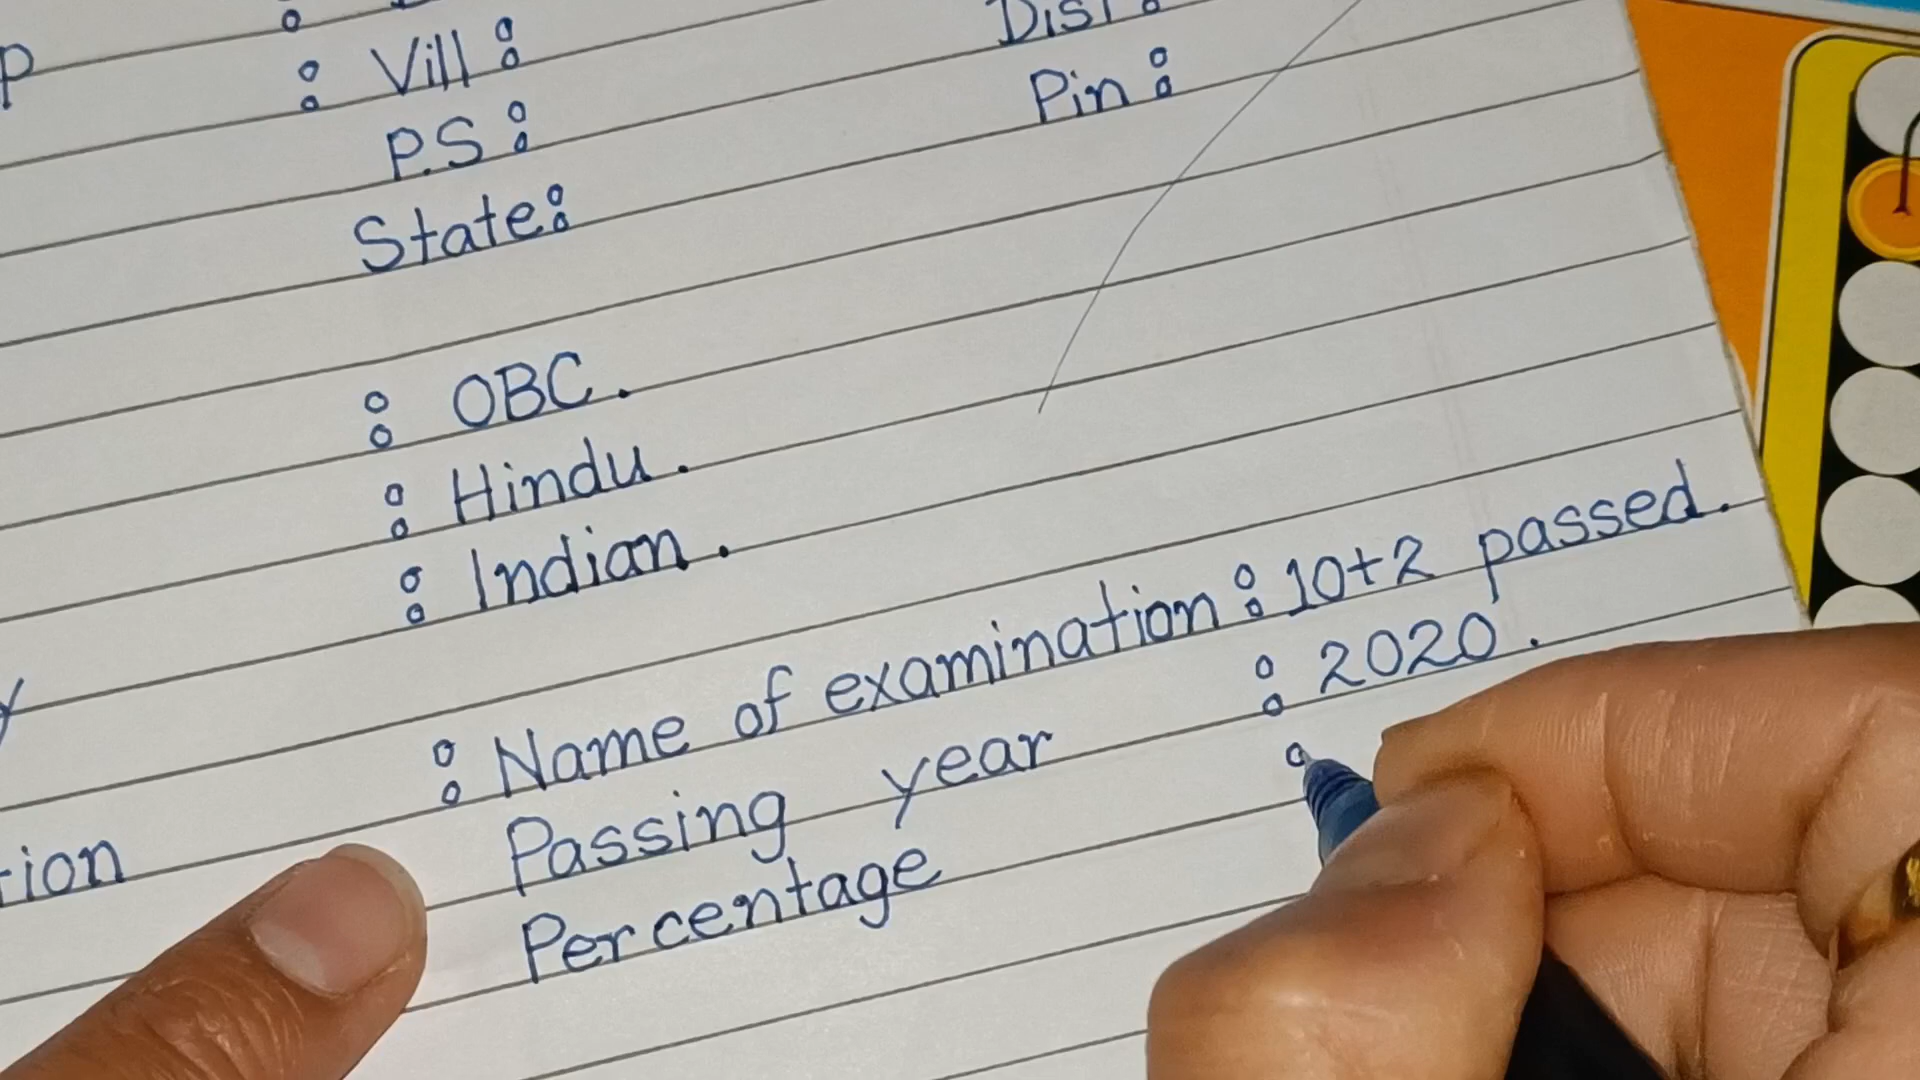 : Vill : Dist :
P.S : Pin :
State:
: OBC.
: Hindu.
: Indian.
: Name of examination : 10+2 passed.
Passing year : 2020.
tion
Percentage